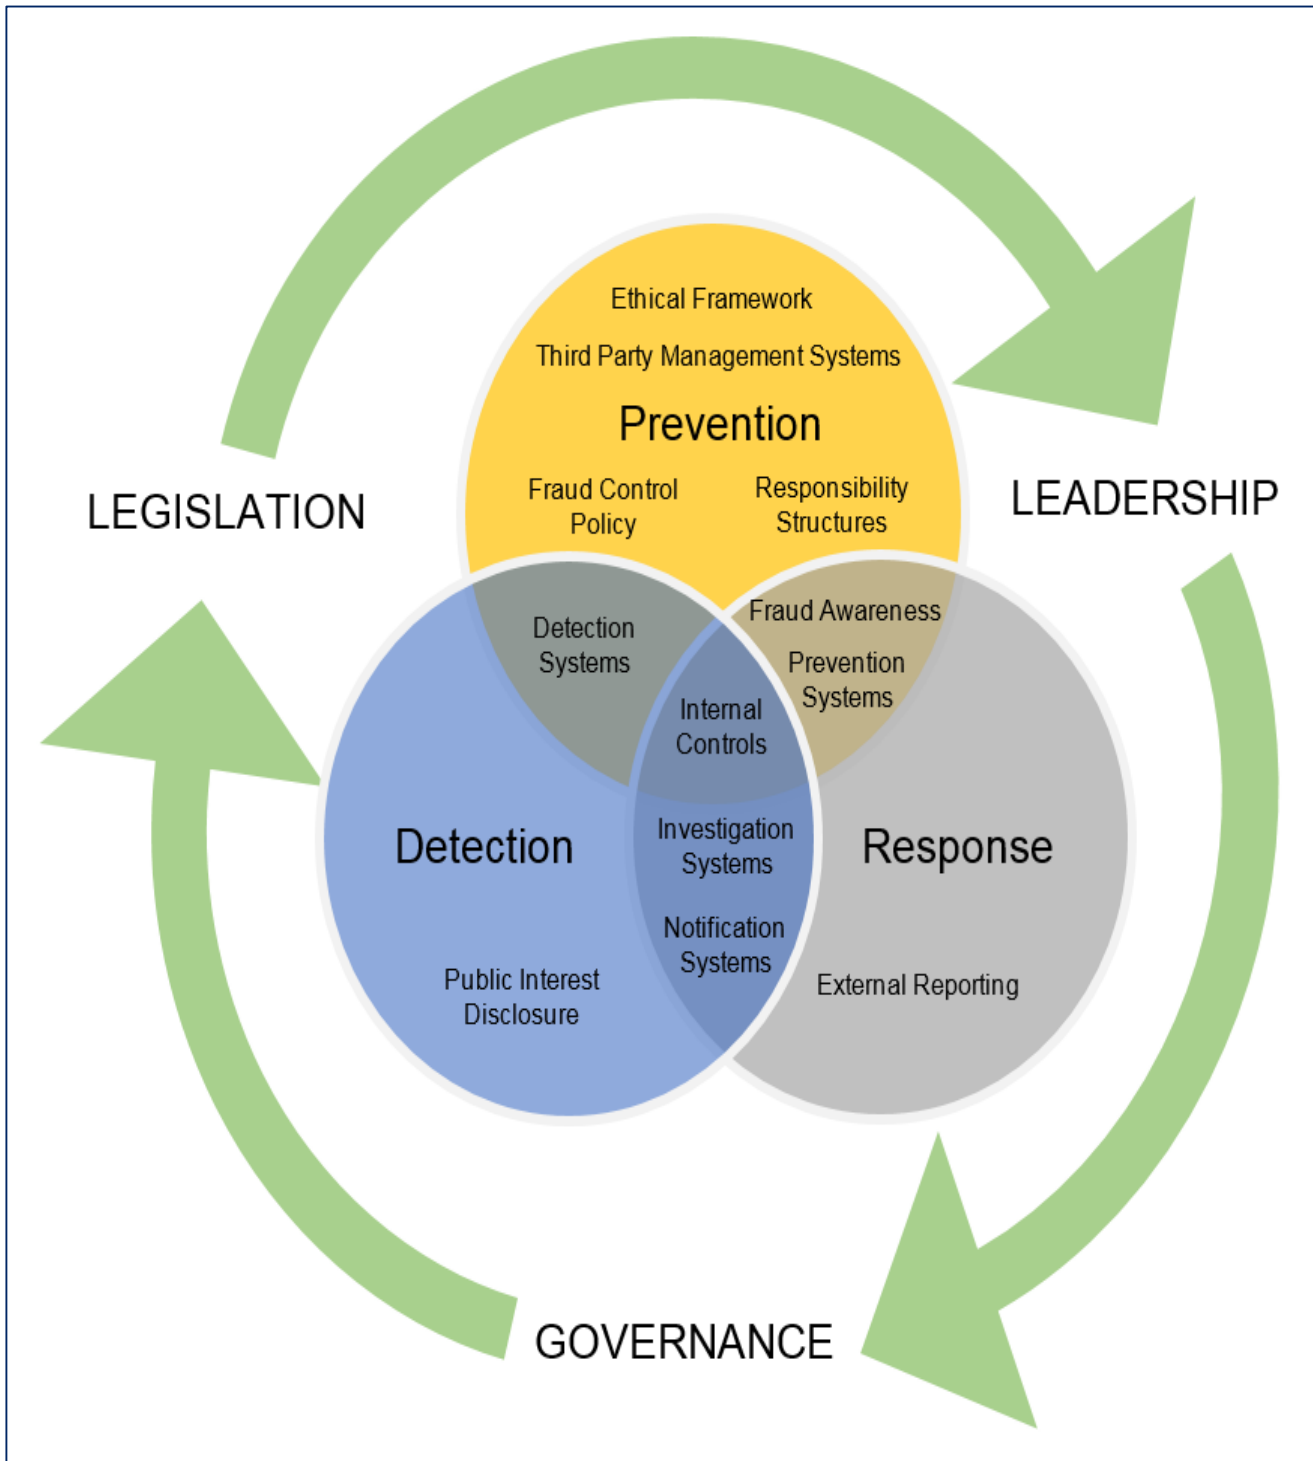 Ethical Framework
Third Party Management Systems
Prevention
Fraud Control
Policy
Responsibility
Structures
LEGISLATION
LEADERSHIP
Detection
Systems
Fraud Awareness
Prevention
Systems
Internal
Controls
Detection
Investigation
Systems
Response
Notification
Systems
Public Interest
Disclosure
External Reporting
GOVERNANCE